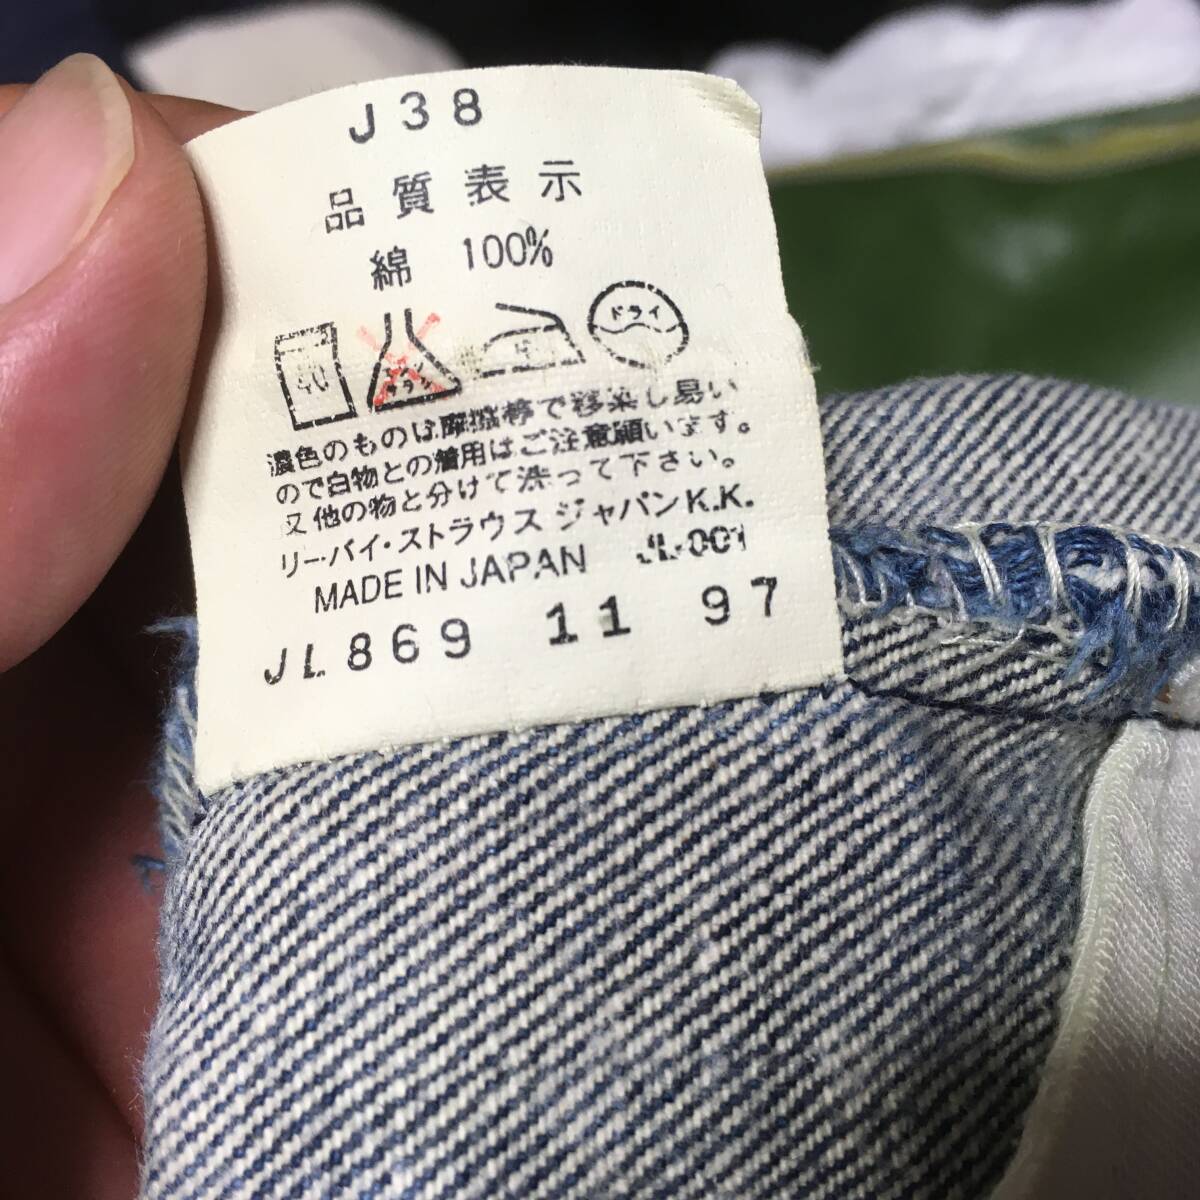 J38
品質表示
綿 100%
40
ドライ
濃色のものは摩擦等で移染し易い
ので白物との着用はご注意願います。
又他の物と分けて洗って下さい。
リーバイ・ストラウス ジャパンK.K.
MADE IN JAPAN JL-001
JL869 11 97